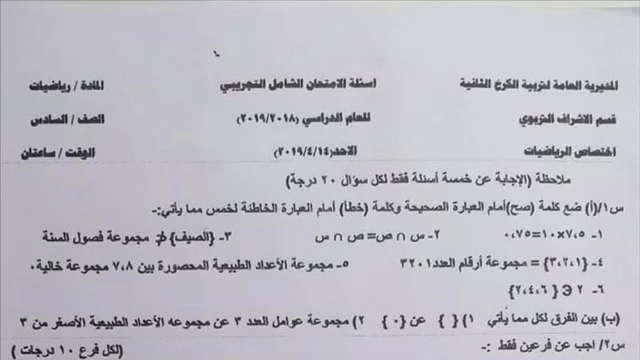 المديرية العامة لتربية الكرخ الثانية اسئلة الامتحان الشامل التجريبي المادة / رياضيات
قسم الاشراف التربوي للعام الدراسي (٢٠١٩/٢٠١٨) الصف / السادس
اختصاص الرياضيات الاحد(٢٠١٩/٤/١٤) الوقت / ساعتان
ملاحظة (الإجابة عن خمسة أسئلة فقط لكل سؤال ٢٠ درجة)
س١/(أ) ضع كلمة (صح)أمام العبارة الصحيحة وكلمة (خطأ) أمام العبارة الخاطئة لخمس مما يأتي:-
١- ٧،٥×١٠=٠،٧٥ ٢- س ∩ ص= ص ∩ س ٣- {الصيف} ⊄ مجموعة فصول السنة
٤- {٣،٢،١} = مجموعة أرقام العدد ٣٢٠١ ٥- مجموعة الأعداد الطبيعية المحصورة بين ٧،٨ مجموعة خالية٠
٦- ٢ ∋ { ٢،٤،٦}
(ب) بين الفرق لكل مما يأتي ١) { } عن {٠ } ٢) مجموعة عوامل العدد ٣ عن مجموعه الأعداد الطبيعية الأصغر من ٣
س٢/ اجب عن فرعين فقط :- (لكل فرع ١٠ درجات )